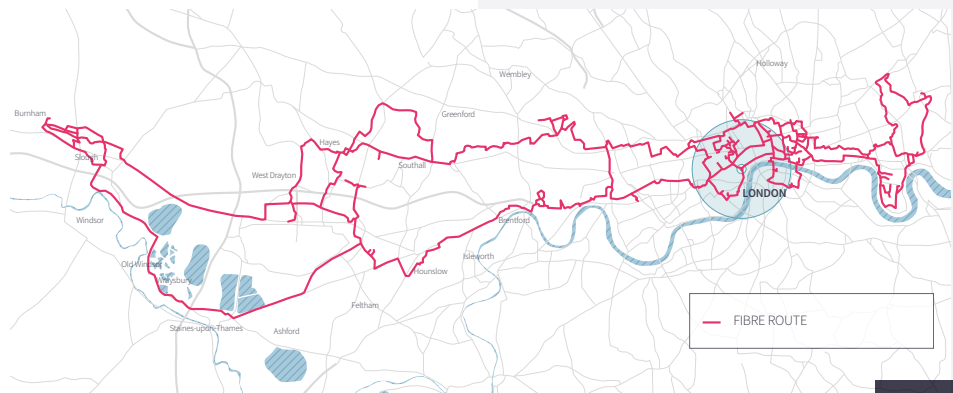 Holloway
Wembley
Burnham
Greenford
Hayes
Slough
Southall
West Drayton
LONDON
Windsor
Brentford
Isleworth
Old Windsor
Hounslow
Wraysbury
Feltham
Staines-upon-Thames
Ashford
FIBRE ROUTE